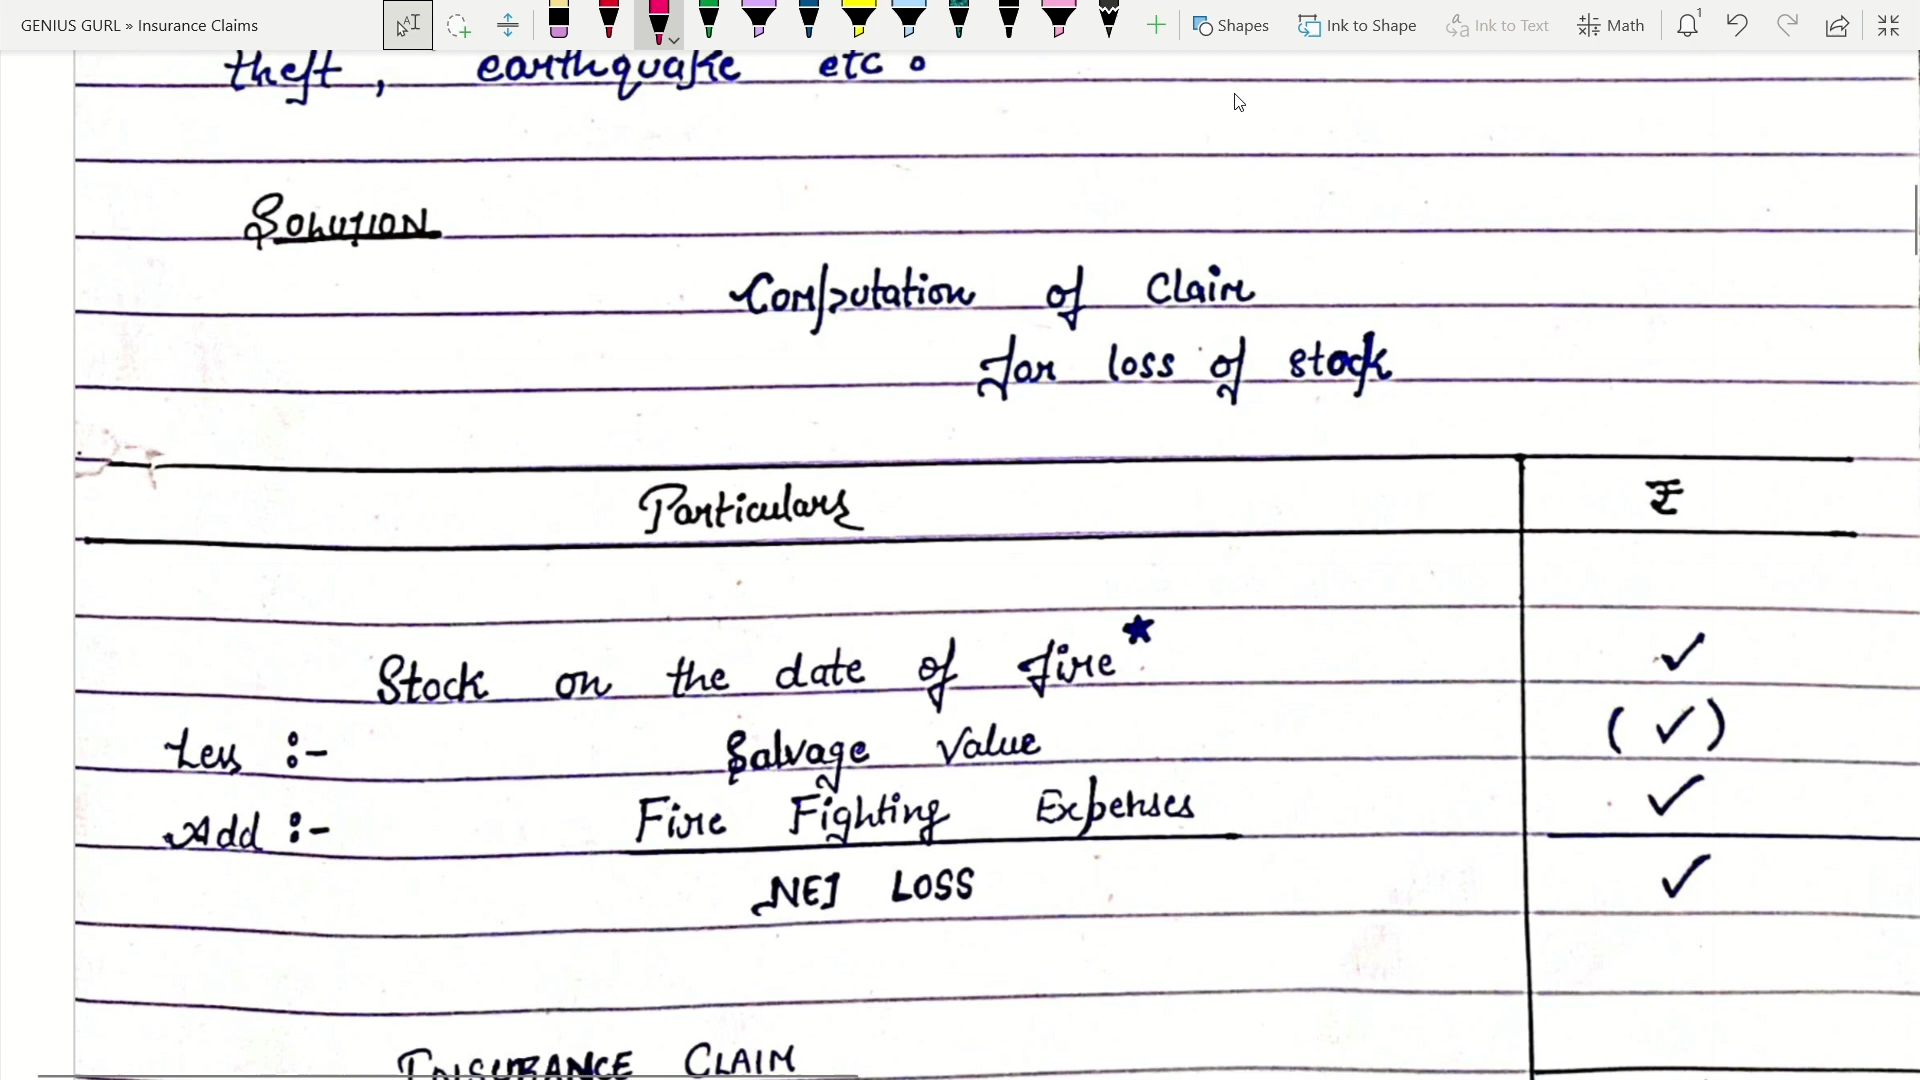 GENIUS GURL » Insurance Claims
Shapes
Ink to Shape
Ink to Text
Math
theft, earthquake etc.
SOLUTION
Computation of Claim
for loss of stock
Particulars ₹
Stock on the date of fire★ ✓
Less :- Salvage Value (✓)
Add :- Fire Fighting Expenses ✓
NET LOSS ✓
INSURANCE CLAIM